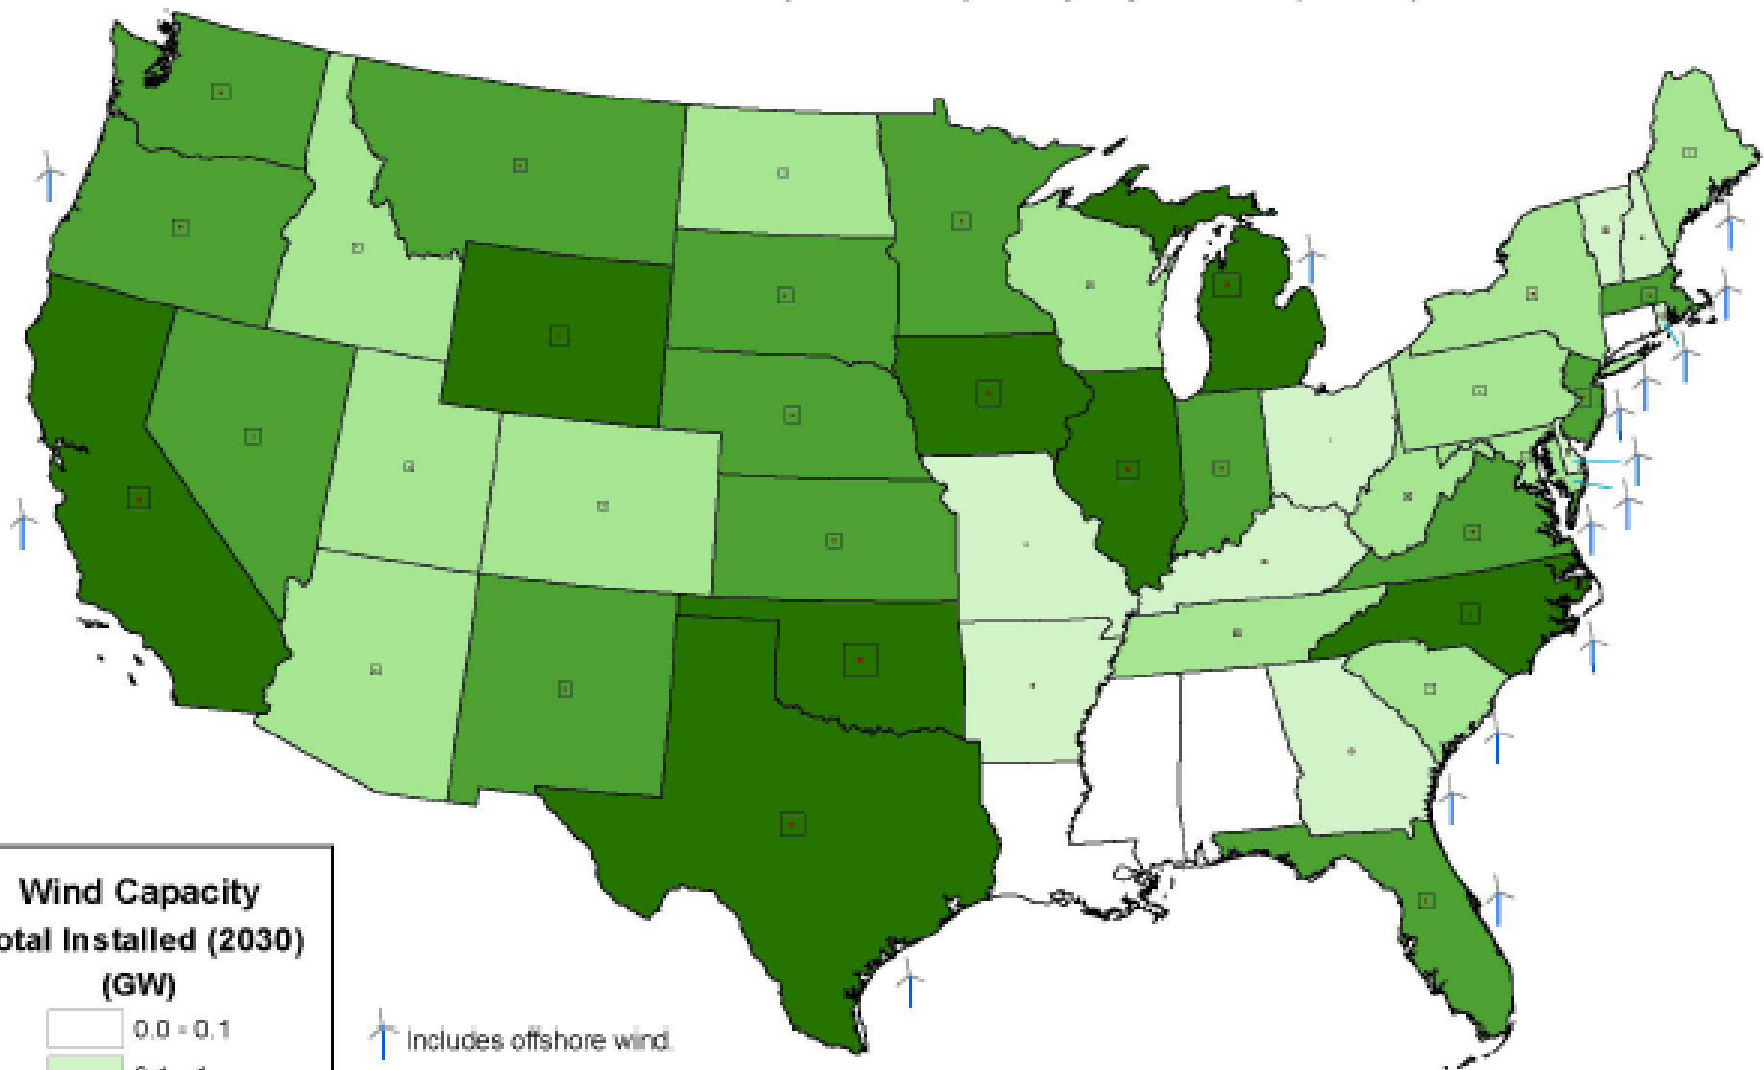 Wind Capacity
otal Installed (2030)
(GW)
0.0 - 0.1
Includes offshore wind.